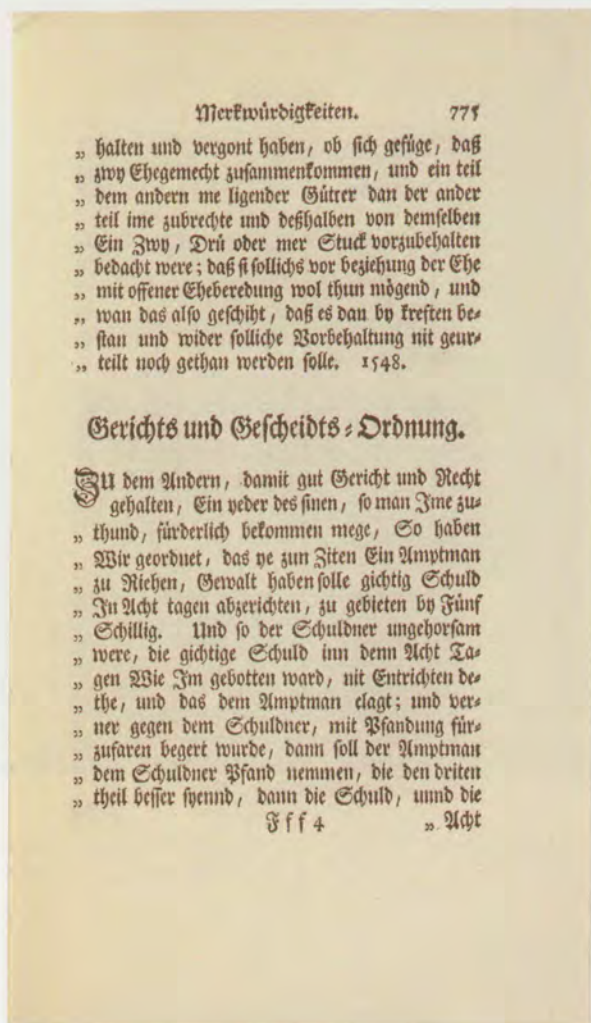 Merkwürdigkeiten. 775
„ halten und vergont haben, ob sich gefüge, daß
„ zwy Ehegemecht zusammenkommen, und ein teil
„ dem andern me ligender Gütter dan der ander
„ teil ime zubrechte und deßhalben von demselben
„ Ein Zwy, Drü oder mer Stuck vorzubehalten
„ bedacht were; daß si sollichs vor beziehung der Ehe
„ mit offener Eheberedung wol thun mögend, und
„ wan das also geschiht, daß es dan by kreften be⸗
„ stan und wider solliche Vorbehaltung nit geur⸗
„ teilt noch gethan werden solle. 1548.
Gerichts und Gescheidts⸗Ordnung.
Zu dem Andern, damit gut Gericht und Recht
gehalten, Ein yeder des sinen, so man Ime zu⸗
„ thund, fürderlich bekommen mege, So haben
„ Wir geordnet, das ye zun Ziten Ein Amptman
„ zu Riehen, Gewalt haben solle gichtig Schuld
„ In Acht tagen abzerichten, zu gebieten by Fünf
„ Schillig. Und so der Schuldner ungehorsam
„ were, die gichtige Schuld inn denn Acht Ta⸗
„ gen Wie Im gebotten ward, nit Entrichten de⸗
„ the, und das dem Amptman clagt; und ver⸗
„ ner gegen dem Schuldner, mit Pfandung für⸗
„ zufaren begert wurde, dann soll der Amptman
„ dem Schuldner Pfand nemmen, die den driten
„ theil besser syennd, dann die Schuld, unnd die
Fff 4 „ Acht